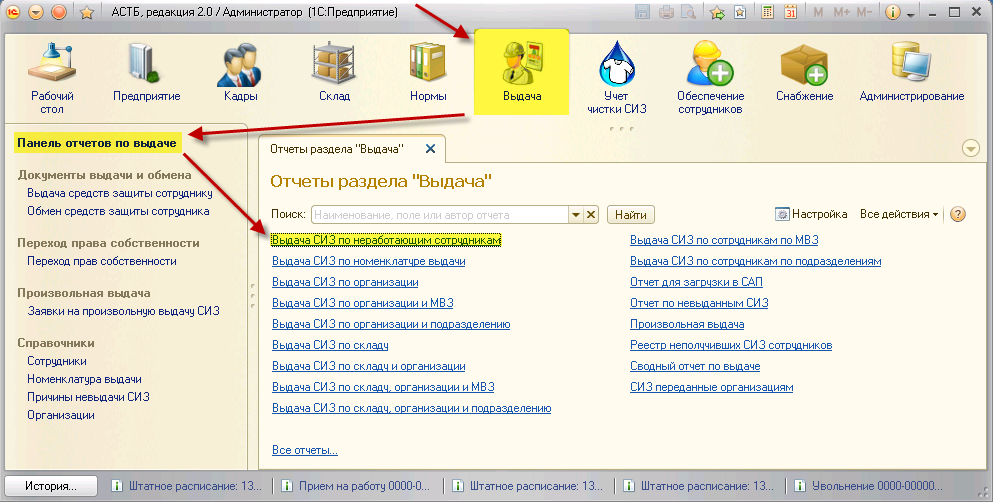 АСТБ, редакция 2.0 / Администратор (1С:Предприятие)
M M+ M-
Рабочий
стол
Предприятие
Кадры
Склад
Нормы
Выдача
Учет
чистки СИЗ
Обеспечение
сотрудников
Снабжение
Администрирование
Панель отчетов по выдаче
Документы выдачи и обмена
Выдача средств защиты сотруднику
Обмен средств защиты сотрудника
Переход права собственности
Переход прав собственности
Произвольная выдача
Заявки на произвольную выдачу СИЗ
Справочники
Сотрудники
Номенклатура выдачи
Причины невыдачи СИЗ
Организации
Отчеты раздела "Выдача"
Отчеты раздела "Выдача"
Поиск:
Наименование, поле или автор отчета
Найти
Настройка
Все действия
Выдача СИЗ по неработающим сотрудникам
Выдача СИЗ по номенклатуре выдачи
Выдача СИЗ по организации
Выдача СИЗ по организации и МВЗ
Выдача СИЗ по организации и подразделению
Выдача СИЗ по складу
Выдача СИЗ по складу и организации
Выдача СИЗ по складу, организации и МВЗ
Выдача СИЗ по складу, организации и подразделению
Выдача СИЗ по сотрудникам по МВЗ
Выдача СИЗ по сотрудникам по подразделениям
Отчет для загрузки в САП
Отчет по невыданным СИЗ
Произвольная выдача
Реестр неполучивших СИЗ сотрудников
Сводный отчет по выдаче
СИЗ переданные организациям
Все отчеты...
История...
Штатное расписание: 13...
Прием на работу 0000-0...
Штатное расписание: 13...
Штатное расписание: 13...
Увольнение 0000-00000...